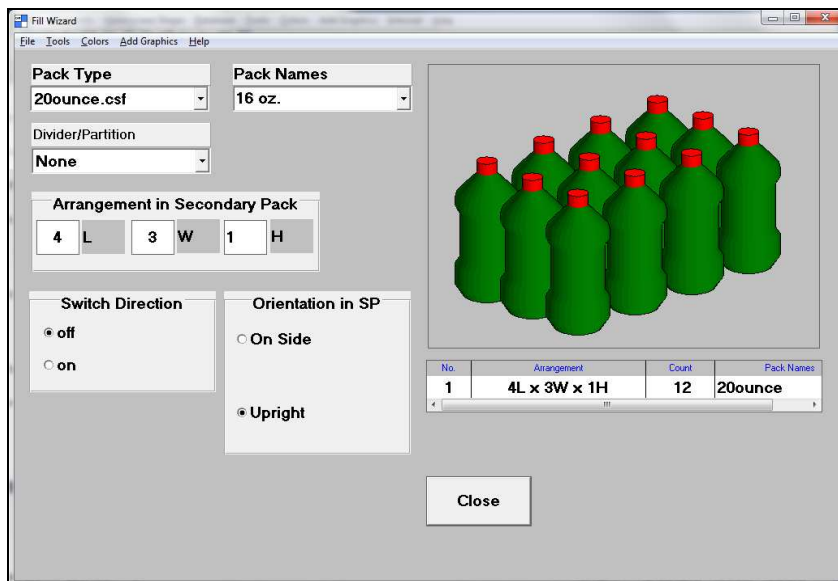 Fill Wizard
File Tools Colors Add Graphics Help
Pack Type
20ounce.csf
Pack Names
16 oz.
Divider/Partition
None
Arrangement in Secondary Pack
4 L 3 W 1 H
Switch Direction
off
on
Orientation in SP
On Side
Upright
No. Arrangement Count Pack Names
1 4L x 3W x 1H 12 20ounce
Close